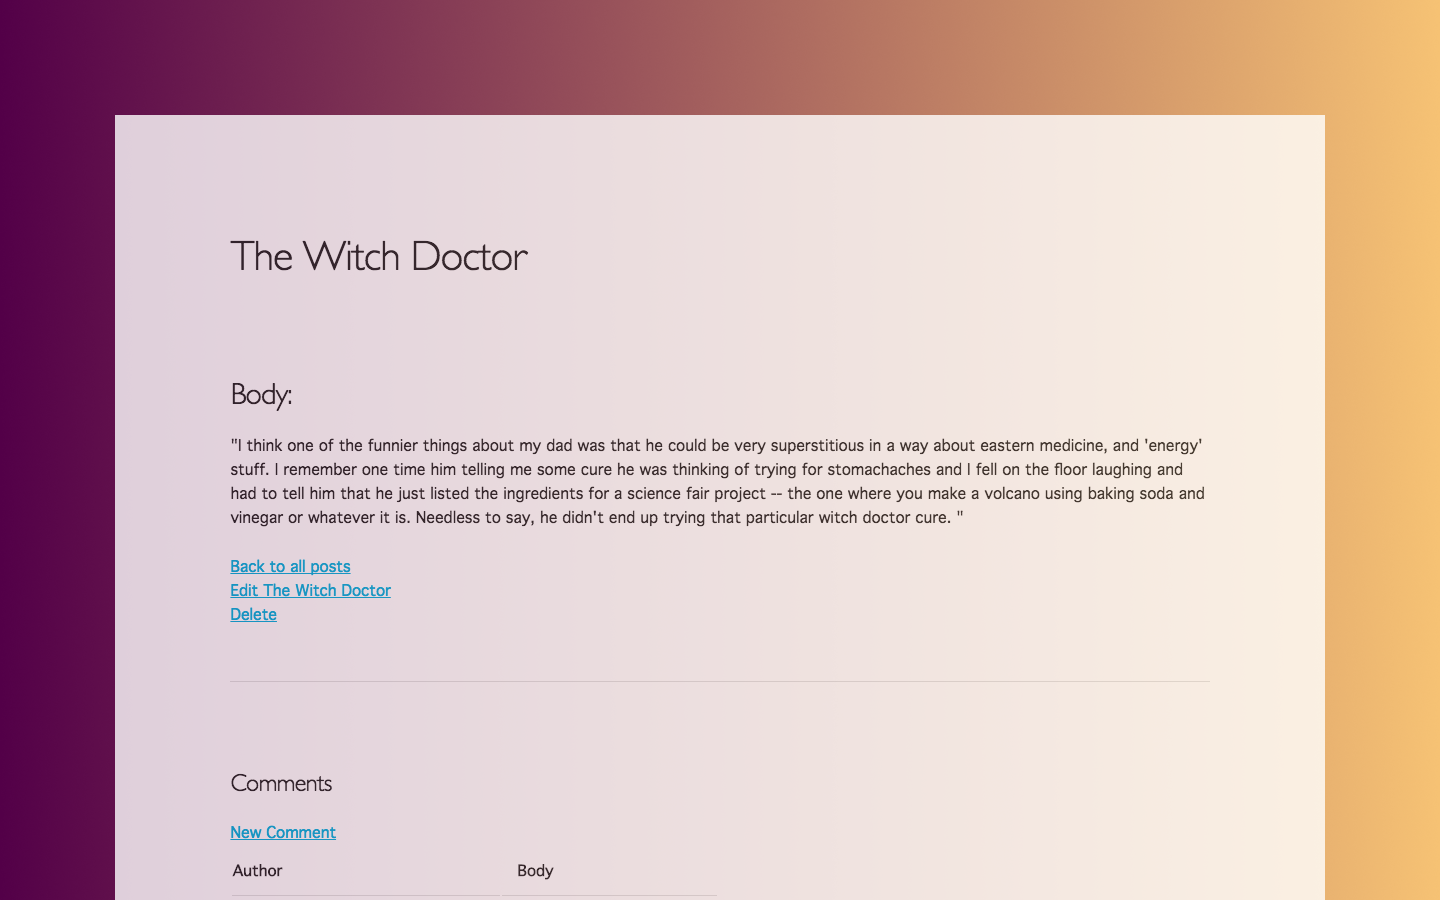 The Witch Doctor
Body:
"I think one of the funnier things about my dad was that he could be very superstitious in a way about eastern medicine, and 'energy'
stuff. I remember one time him telling me some cure he was thinking of trying for stomachaches and I fell on the floor laughing and
had to tell him that he just listed the ingredients for a science fair project -- the one where you make a volcano using baking soda and
vinegar or whatever it is. Needless to say, he didn't end up trying that particular witch doctor cure. "
Back to all posts
Edit The Witch Doctor
Delete
Comments
New Comment
Author Body